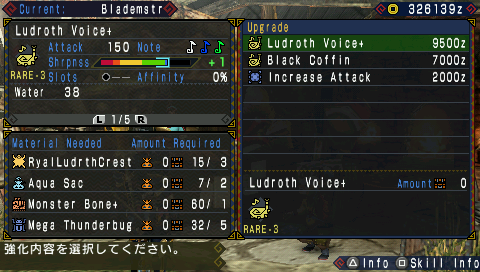 Current: Blademstr
326139z
Ludroth Voice+
Attack 150 Note
Shrpnss +1
RARE-3 Slots ●-- Affinity 0%
Water 38
L 1/5 R
Material Needed Amount Required
RyalLudrthCrest 0 15/ 3
Aqua Sac 0 7/ 2
Monster Bone+ 0 60/ 1
Mega Thunderbug 0 32/ 5
Upgrade
Ludroth Voice+ 9500z
Black Coffin 7000z
Increase Attack 2000z
Ludroth Voice+ Amount 0
RARE-3
強化内容を選択してください。
△ Info □ Skill Info